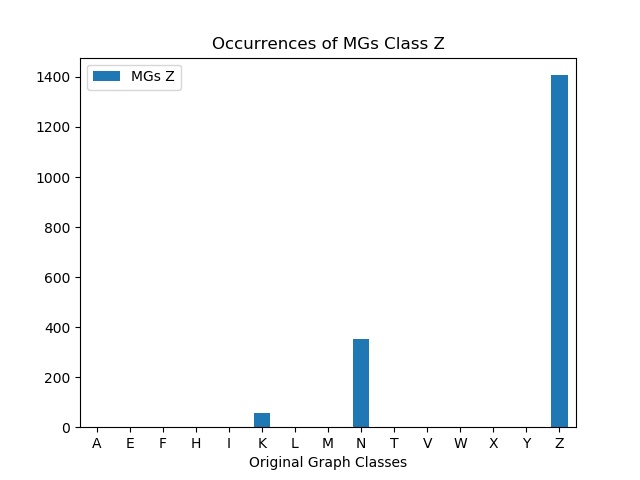 Occurrences of MGs Class Z
MGs Z
1400
1200
1000
800
600
400
200
0
A E F H I K L M N T V W X Y Z
Original Graph Classes